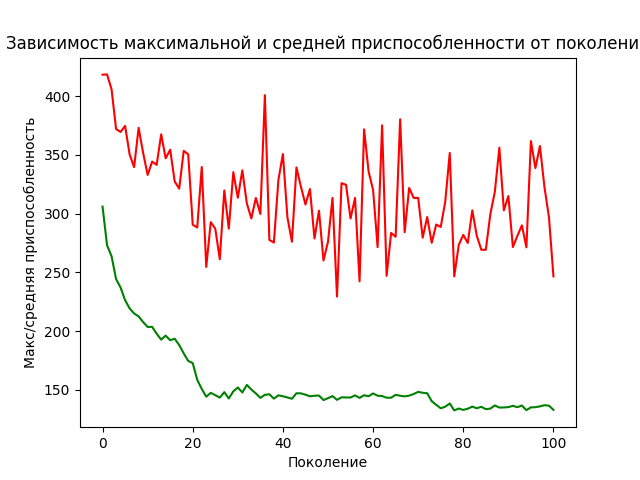 Зависимость максимальной и средней приспособленности от поколени
400
350
300
250
200
150
0 20 40 60 80 100
Макс/средняя приспособленность
Поколение